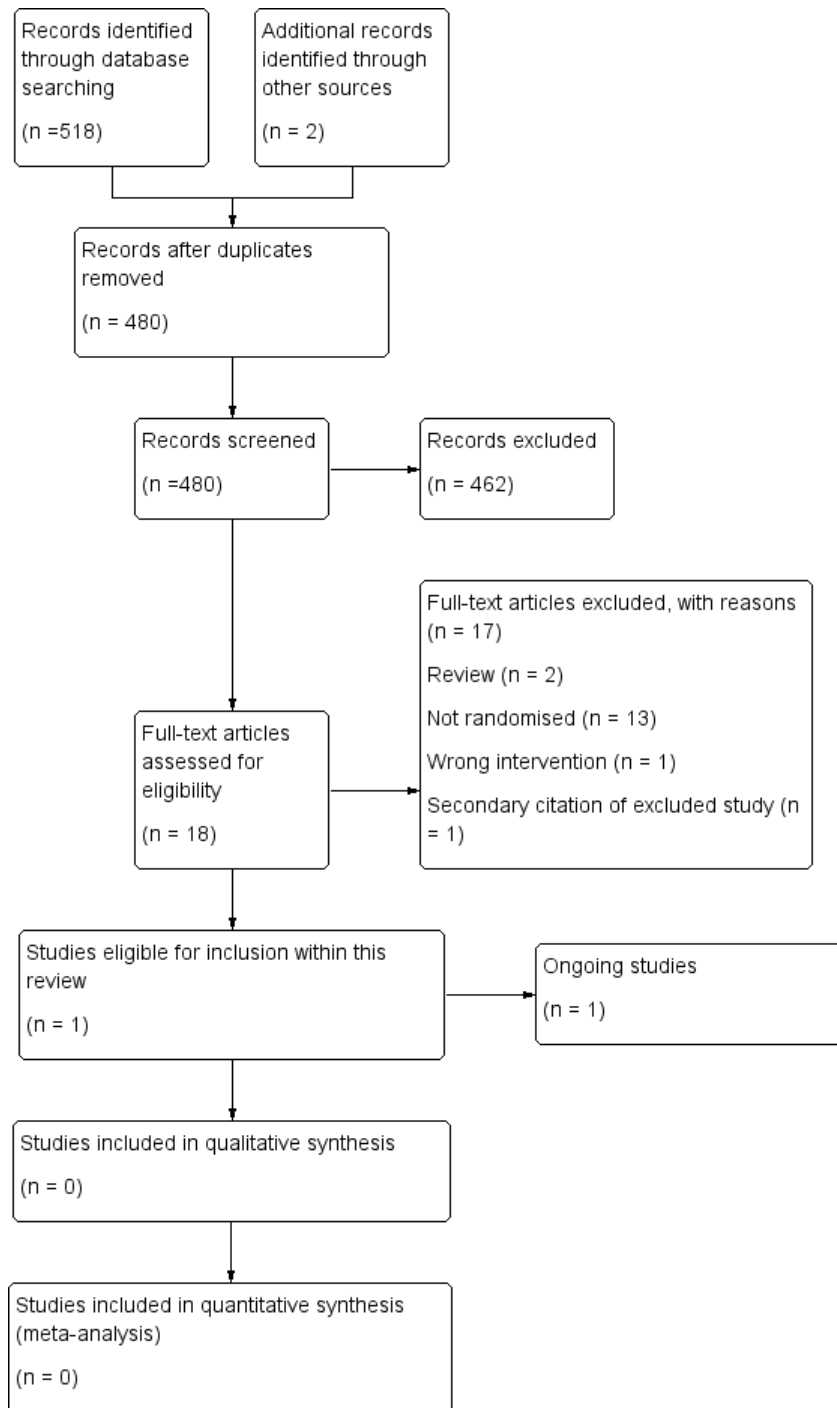 Records identified
through database
searching
(n =518)
Additional records
identified through
other sources
(n = 2)
Records after duplicates
removed
(n = 480)
Records screened
(n =480)
Records excluded
(n = 462)
Full-text articles excluded, with reasons
(n = 17)
Review (n = 2)
Not randomised (n = 13)
Wrong intervention (n = 1)
Secondary citation of excluded study (n
= 1)
Full-text articles
assessed for
eligibility
(n = 18)
Studies eligible for inclusion within this
review
(n = 1)
Ongoing studies
(n = 1)
Studies included in qualitative synthesis
(n = 0)
Studies included in quantitative synthesis
(meta-analysis)
(n = 0)